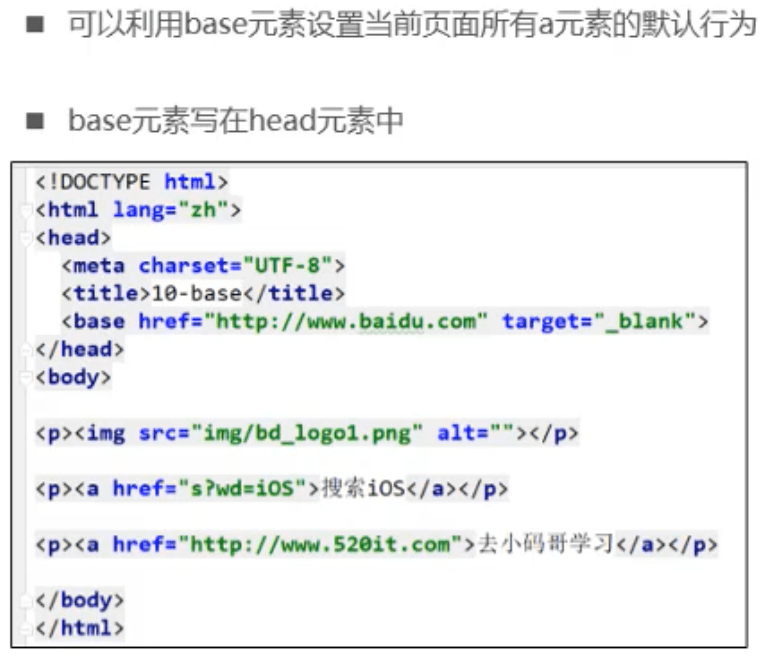 ■ 可以利用base元素设置当前页面所有a元素的默认行为
■ base元素写在head元素中
<!DOCTYPE html>
<html lang="zh">
<head>
  <meta charset="UTF-8">
  <title>10-base</title>
  <base href="http://www.baidu.com" target="_blank">
</head>
<body>
<p><img src="img/bd_logo1.png" alt=""></p>
<p><a href="s?wd=iOS">搜索iOS</a></p>
<p><a href="http://www.520it.com">去小码哥学习</a></p>
</body>
</html>